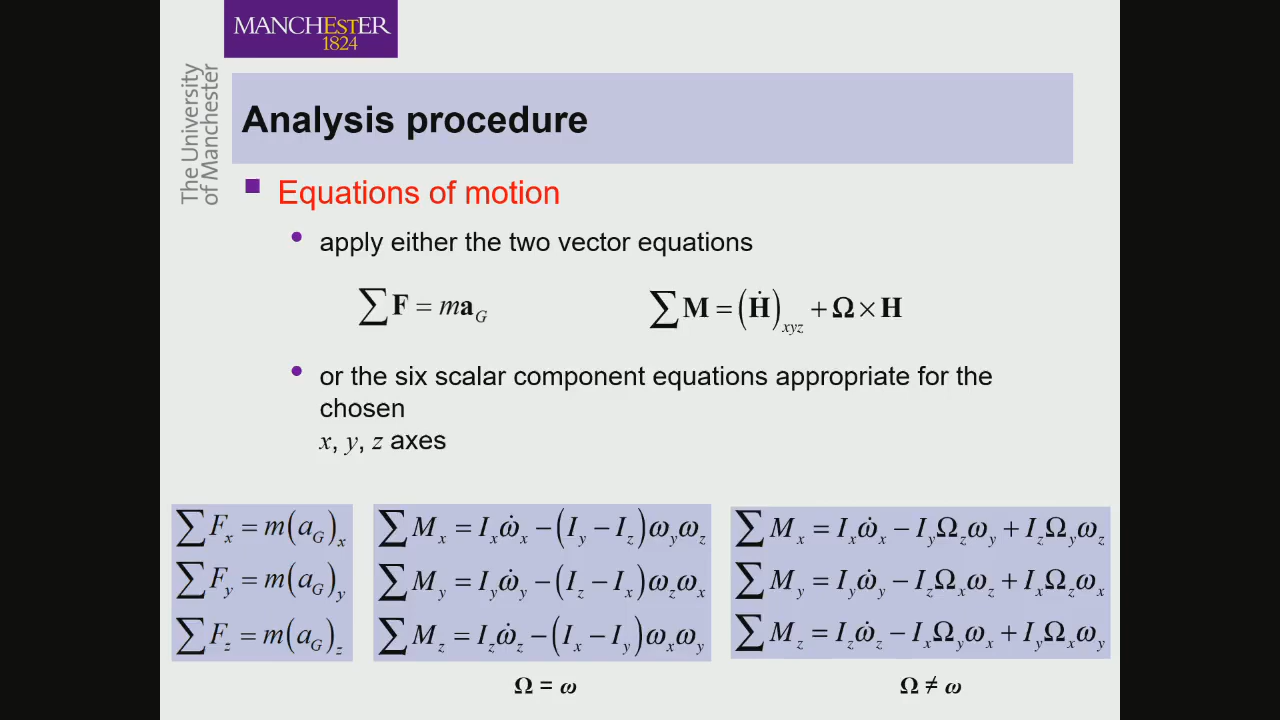 MANCHESTER
1824
The University
of Manchester
Analysis procedure
Equations of motion
apply either the two vector equations
∑ F = ma_G
∑ M = (Ḣ)_xyz + Ω × H
or the six scalar component equations appropriate for the
chosen
x, y, z axes
∑ F_x = m(a_G)_x
∑ F_y = m(a_G)_y
∑ F_z = m(a_G)_z
∑ M_x = I_x ω̇_x − (I_y − I_z) ω_y ω_z
∑ M_y = I_y ω̇_y − (I_z − I_x) ω_z ω_x
∑ M_z = I_z ω̇_z − (I_x − I_y) ω_x ω_y
Ω = ω
∑ M_x = I_x ω̇_x − I_y Ω_z ω_y + I_z Ω_y ω_z
∑ M_y = I_y ω̇_y − I_z Ω_x ω_z + I_x Ω_z ω_x
∑ M_z = I_z ω̇_z − I_x Ω_y ω_x + I_y Ω_x ω_y
Ω ≠ ω